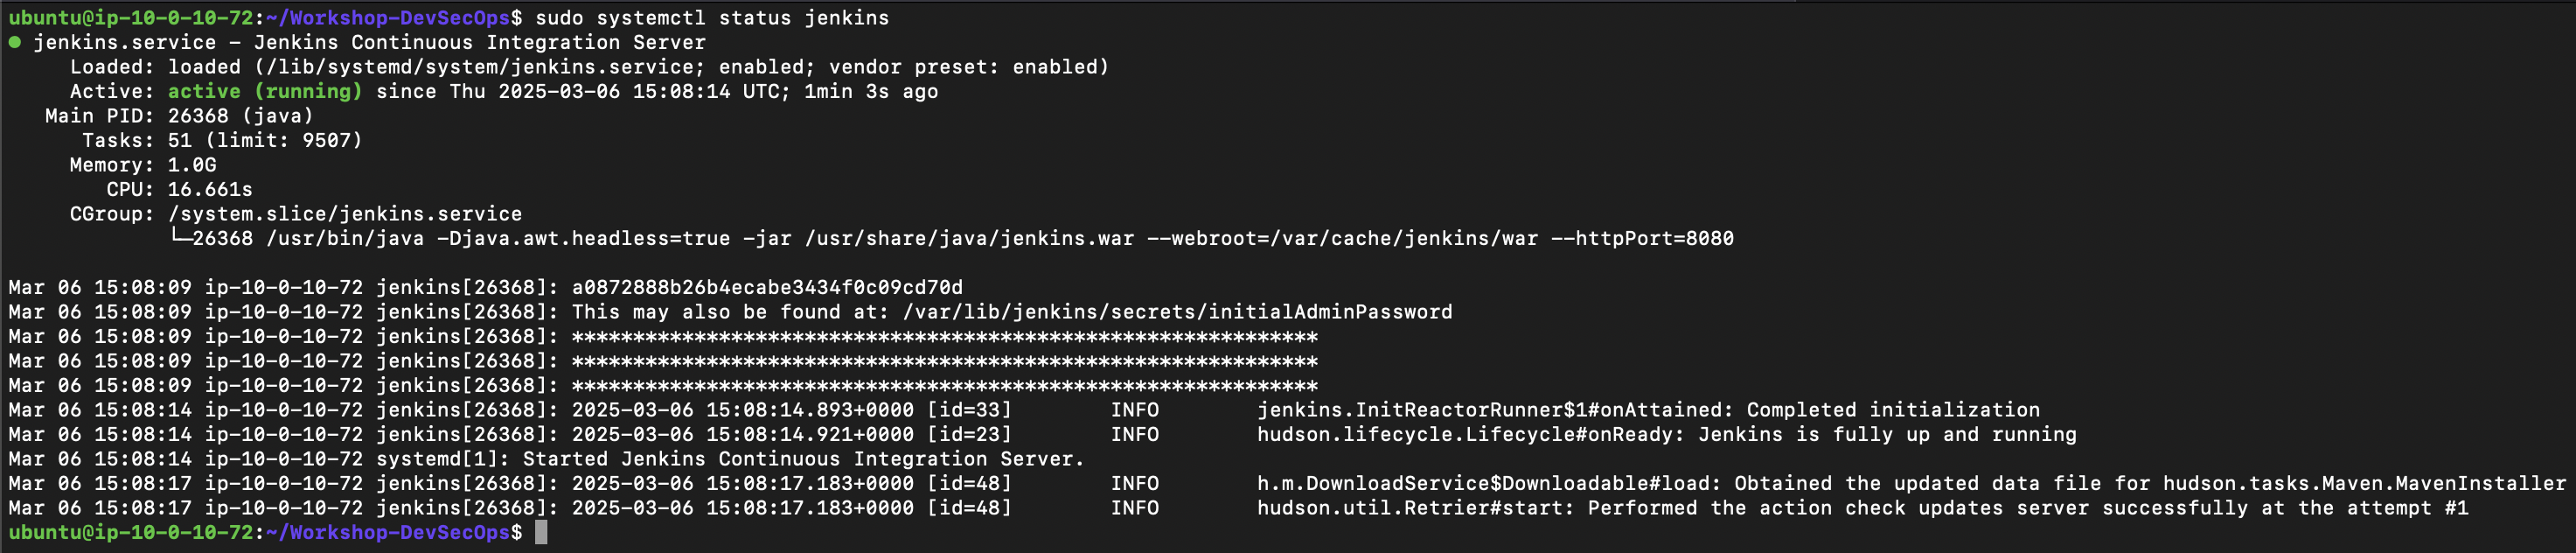 ubuntu@ip-10-0-10-72:~/Workshop-DevSecOps$ sudo systemctl status jenkins
● jenkins.service - Jenkins Continuous Integration Server
     Loaded: loaded (/lib/systemd/system/jenkins.service; enabled; vendor preset: enabled)
     Active: active (running) since Thu 2025-03-06 15:08:14 UTC; 1min 3s ago
   Main PID: 26368 (java)
      Tasks: 51 (limit: 9507)
     Memory: 1.0G
        CPU: 16.661s
     CGroup: /system.slice/jenkins.service
             └─26368 /usr/bin/java -Djava.awt.headless=true -jar /usr/share/java/jenkins.war --webroot=/var/cache/jenkins/war --httpPort=8080

Mar 06 15:08:09 ip-10-0-10-72 jenkins[26368]: a0872888b26b4ecabe3434f0c09cd70d
Mar 06 15:08:09 ip-10-0-10-72 jenkins[26368]: This may also be found at: /var/lib/jenkins/secrets/initialAdminPassword
Mar 06 15:08:09 ip-10-0-10-72 jenkins[26368]: *************************************************************
Mar 06 15:08:09 ip-10-0-10-72 jenkins[26368]: *************************************************************
Mar 06 15:08:09 ip-10-0-10-72 jenkins[26368]: *************************************************************
Mar 06 15:08:14 ip-10-0-10-72 jenkins[26368]: 2025-03-06 15:08:14.893+0000 [id=33]        INFO        jenkins.InitReactorRunner$1#onAttained: Completed initialization
Mar 06 15:08:14 ip-10-0-10-72 jenkins[26368]: 2025-03-06 15:08:14.921+0000 [id=23]        INFO        hudson.lifecycle.Lifecycle#onReady: Jenkins is fully up and running
Mar 06 15:08:14 ip-10-0-10-72 systemd[1]: Started Jenkins Continuous Integration Server.
Mar 06 15:08:17 ip-10-0-10-72 jenkins[26368]: 2025-03-06 15:08:17.183+0000 [id=48]        INFO        h.m.DownloadService$Downloadable#load: Obtained the updated data file for hudson.tasks.Maven.MavenInstaller
Mar 06 15:08:17 ip-10-0-10-72 jenkins[26368]: 2025-03-06 15:08:17.183+0000 [id=48]        INFO        hudson.util.Retrier#start: Performed the action check updates server successfully at the attempt #1
ubuntu@ip-10-0-10-72:~/Workshop-DevSecOps$